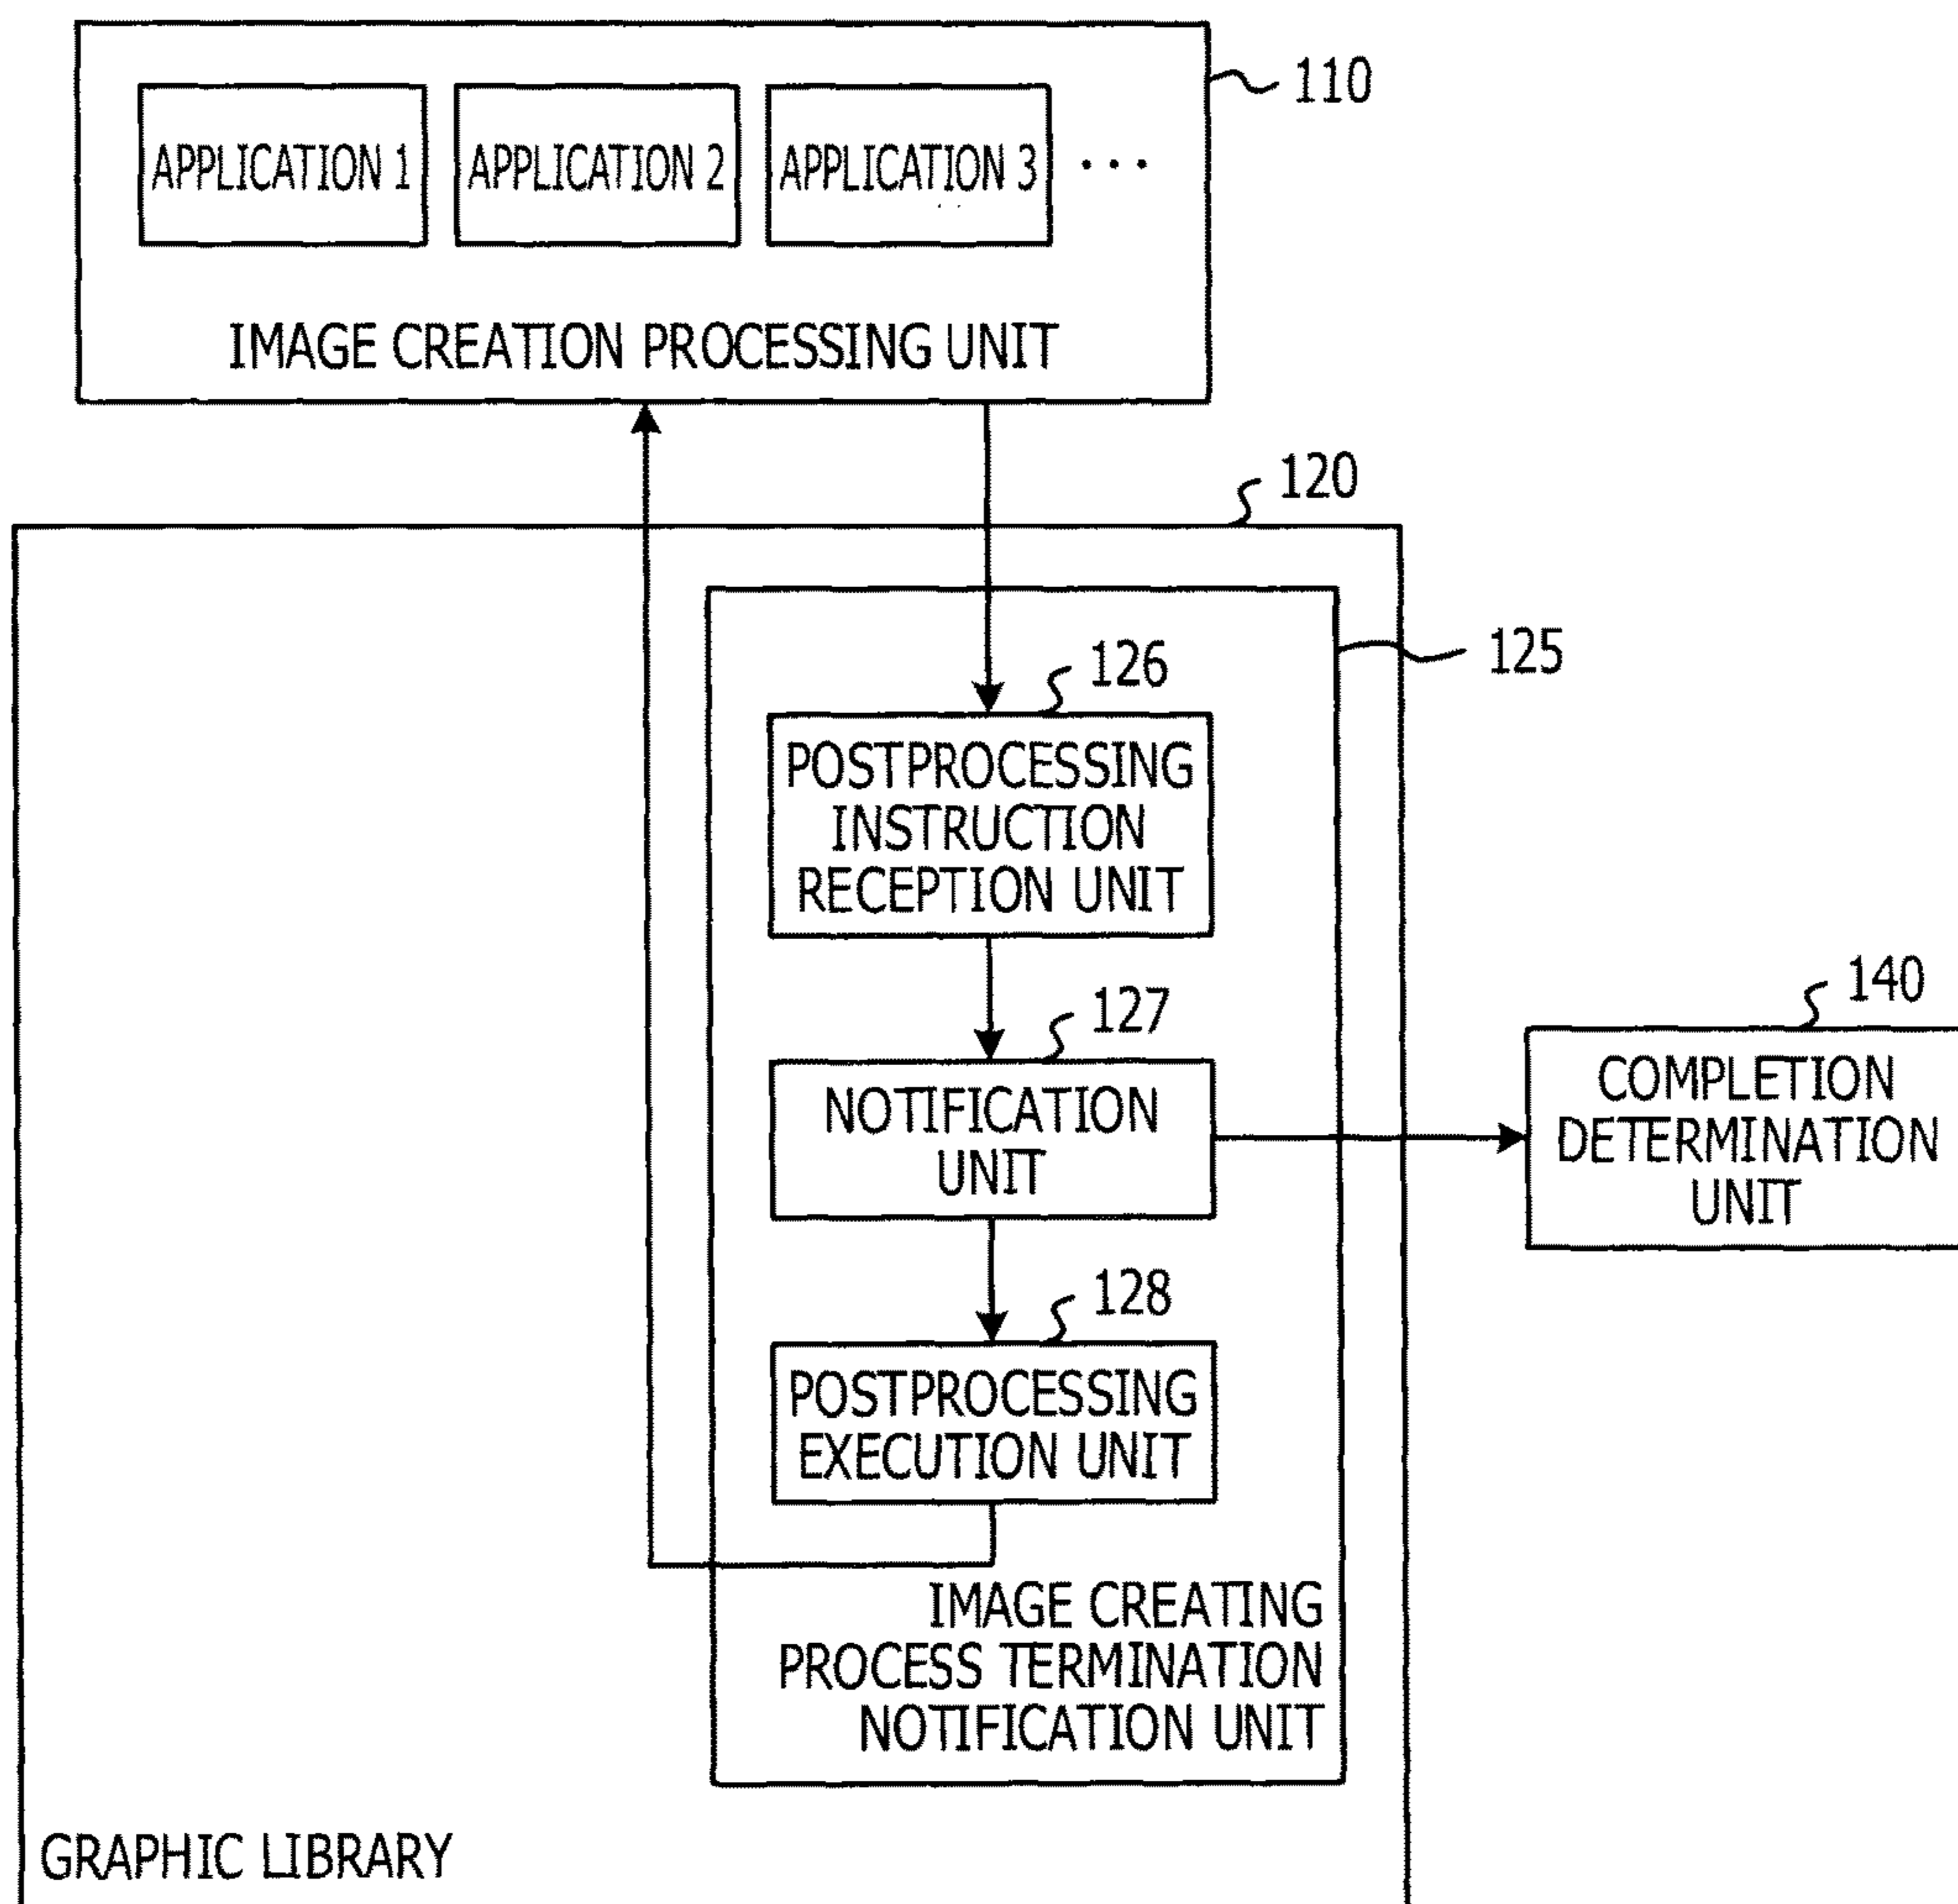 110
APPLICATION 1
APPLICATION 2
APPLICATION 3
...
IMAGE CREATION PROCESSING UNIT
120
125
126
POSTPROCESSING
INSTRUCTION
RECEPTION UNIT
127
NOTIFICATION
UNIT
140
COMPLETION
DETERMINATION
UNIT
128
POSTPROCESSING
EXECUTION UNIT
IMAGE CREATING
PROCESS TERMINATION
NOTIFICATION UNIT
GRAPHIC LIBRARY